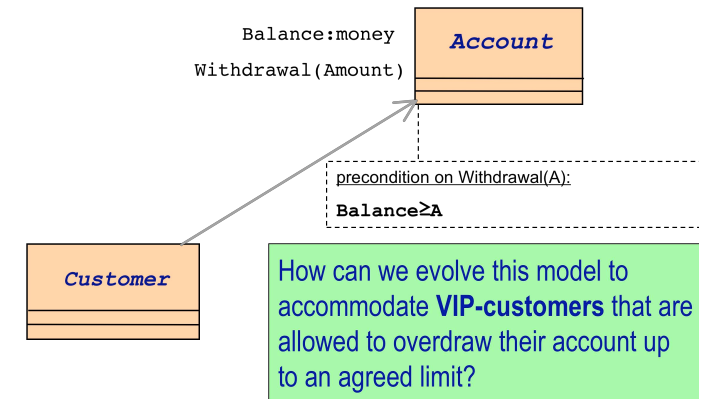 Balance:money
Account
Withdrawal(Amount)
precondition on Withdrawal(A):
Balance≥A
Customer
How can we evolve this model to
accommodate VIP-customers that are
allowed to overdraw their account up
to an agreed limit?